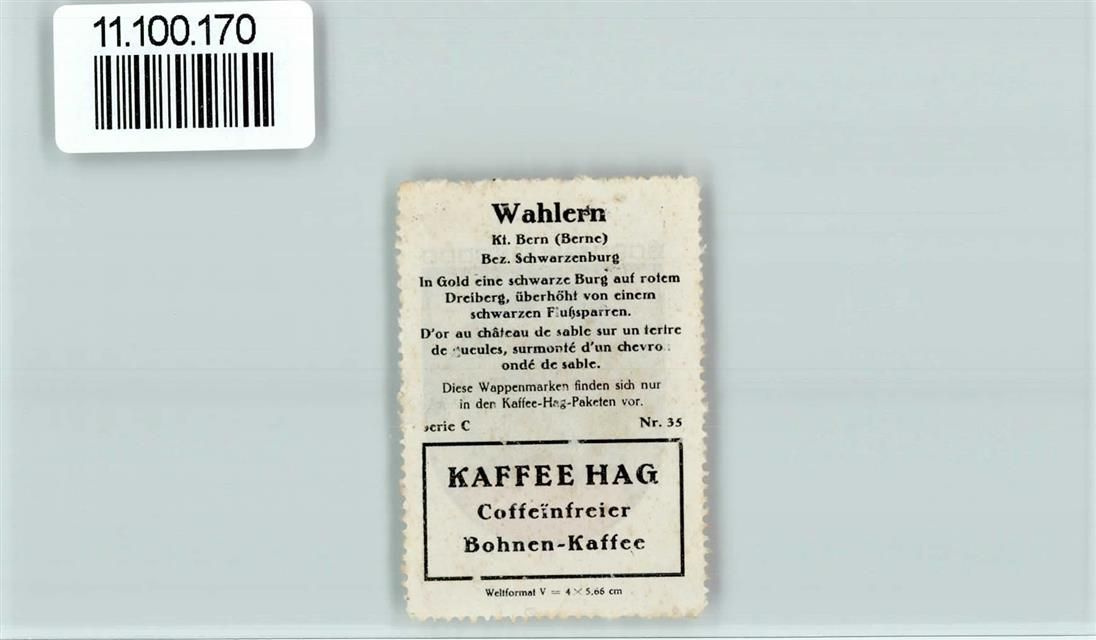 11.100.170
Wahlern
Kt. Bern (Berne)
Bez. Schwarzenburg
In Gold eine schwarze Burg auf rotem
Dreiberg, überhöht von einem
schwarzen Flußsparren.
D'or au château de sable sur un tertre
de gueules, surmonté d'un chevron
ondé de sable.
Diese Wappenmarken finden sich nur
in den Kaffee-Hag-Paketen vor.
Serie C Nr. 35
KAFFEE HAG
Coffeïnfreier
Bohnen-Kaffee
Weltformat V = 4 × 5,66 cm